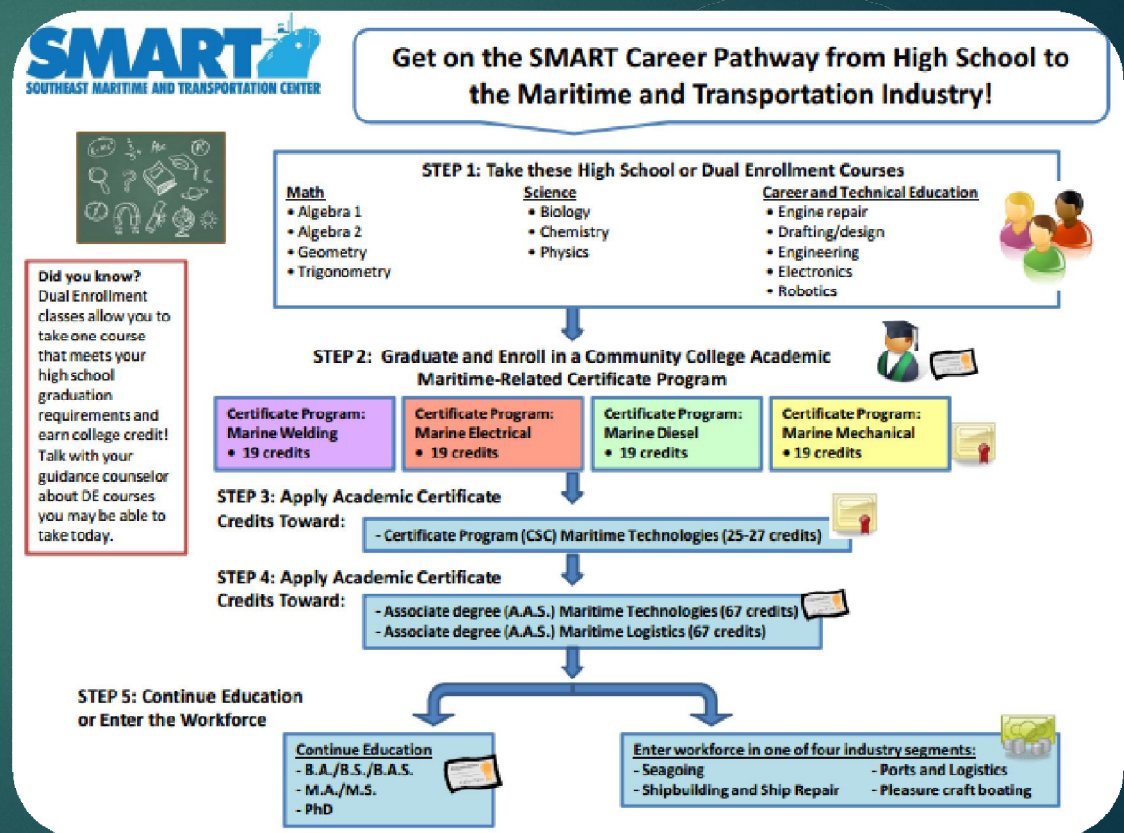 SMART
SOUTHEAST MARITIME AND TRANSPORTATION CENTER
Get on the SMART Career Pathway from High School to
the Maritime and Transportation Industry!
STEP 1: Take these High School or Dual Enrollment Courses
Math
• Algebra 1
• Algebra 2
• Geometry
• Trigonometry
Science
• Biology
• Chemistry
• Physics
Career and Technical Education
• Engine repair
• Drafting/design
• Engineering
• Electronics
• Robotics
Did you know?
Dual Enrollment
classes allow you to
take one course
that meets your
high school
graduation
requirements and
earn college credit!
Talk with your
guidance counselor
about DE courses
you may be able to
take today.
STEP 2: Graduate and Enroll in a Community College Academic
Maritime-Related Certificate Program
Certificate Program:
Marine Welding
• 19 credits
Certificate Program:
Marine Electrical
• 19 credits
Certificate Program:
Marine Diesel
• 19 credits
Certificate Program:
Marine Mechanical
• 19 credits
STEP 3: Apply Academic Certificate
Credits Toward:
- Certificate Program (CSC) Maritime Technologies (25-27 credits)
STEP 4: Apply Academic Certificate
Credits Toward:
- Associate degree (A.A.S.) Maritime Technologies (67 credits)
- Associate degree (A.A.S.) Maritime Logistics (67 credits)
STEP 5: Continue Education
or Enter the Workforce
Continue Education
- B.A./B.S./B.A.S.
- M.A./M.S.
- PhD
Enter workforce in one of four industry segments:
- Seagoing
- Shipbuilding and Ship Repair
- Ports and Logistics
- Pleasure craft boating